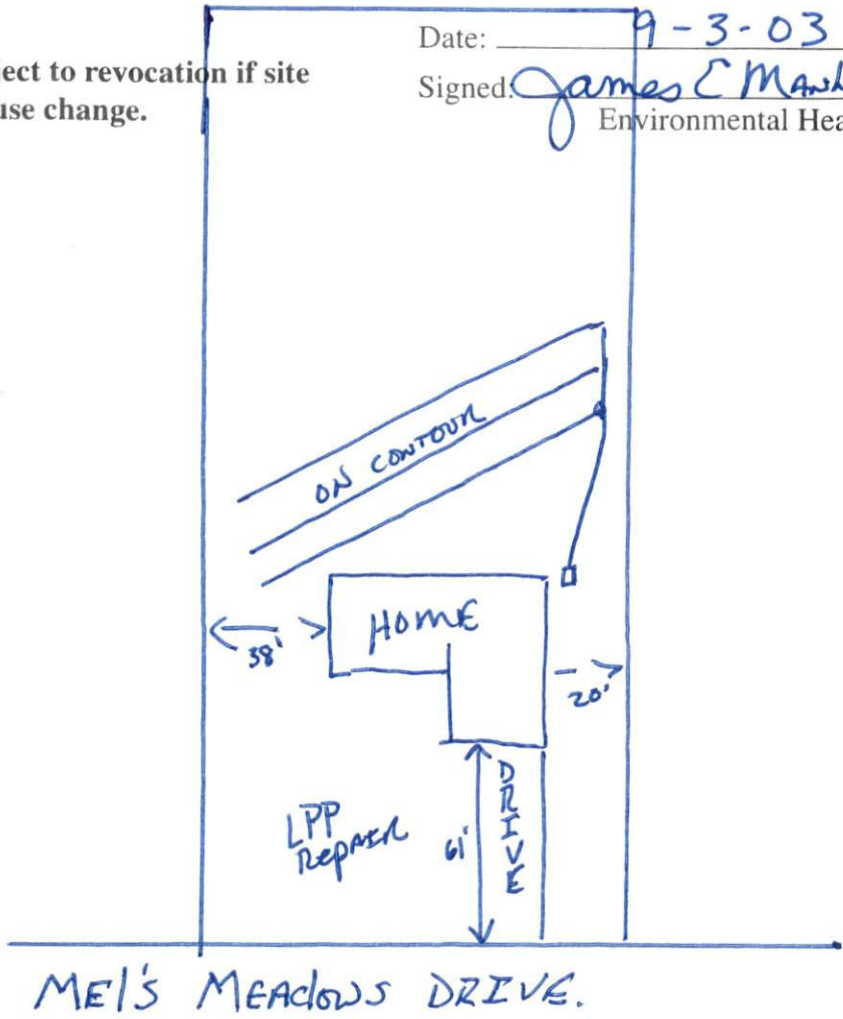 Date: 9-3-03
ject to revocation if site
use change.
Signed: James E
Environmental Hea
ON CONTOUR
HOME
38'
20'
DRIVE
61'
LPP
Repair
MEl's MEAdows DRIVE.